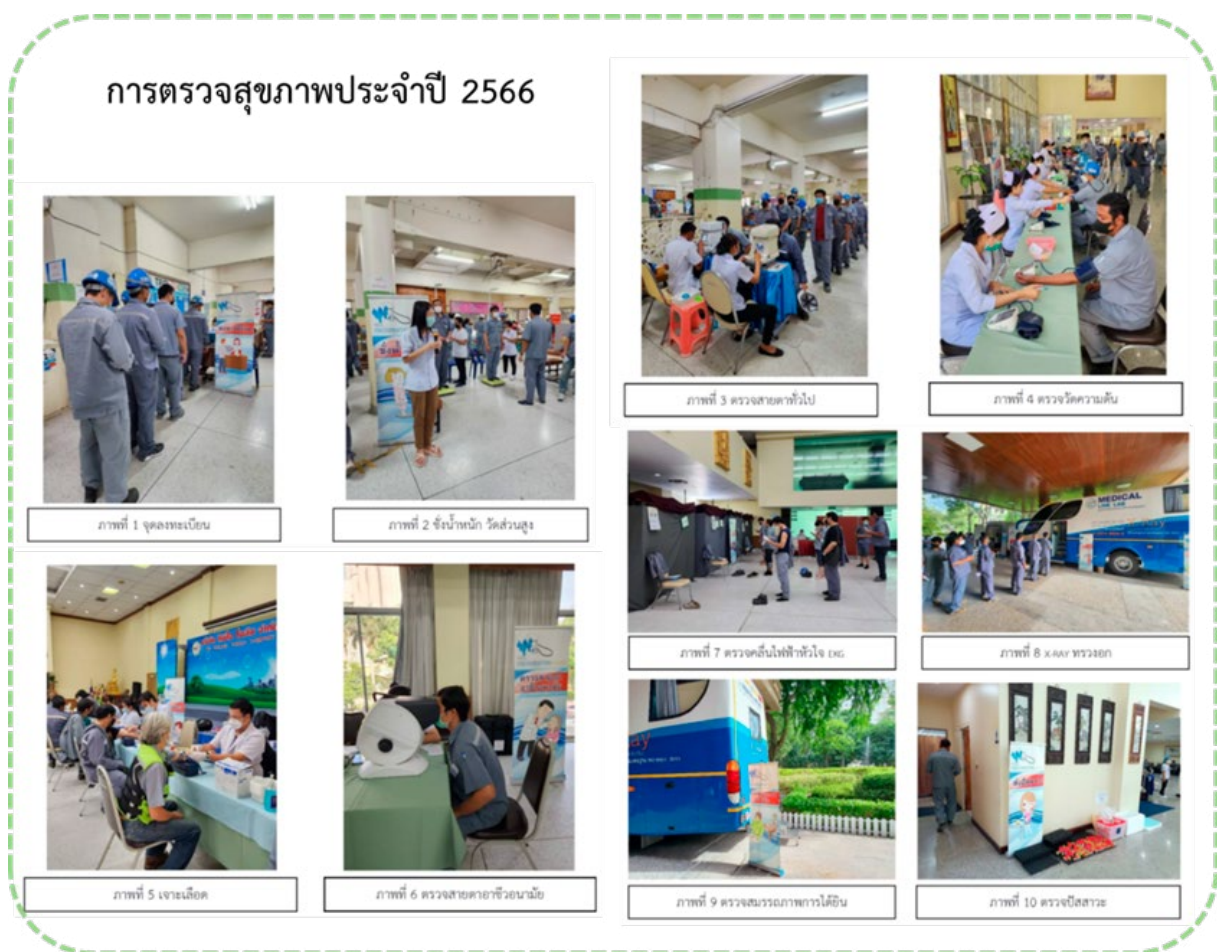 การตรวจสุขภาพประจำปี 2566
ภาพที่ 1 จุดลงทะเบียน
ภาพที่ 2 ชั่งน้ำหนัก วัดส่วนสูง
ภาพที่ 3 ตรวจสายตาทั่วไป
ภาพที่ 4 ตรวจวัดความดัน
ภาพที่ 5 เจาะเลือด
ภาพที่ 6 ตรวจสายตาอาชีวอนามัย
ภาพที่ 7 ตรวจคลื่นไฟฟ้าหัวใจ EKG
MEDICAL
LINE LAB
ภาพที่ 8 X-RAY ทรวงอก
ภาพที่ 9 ตรวจสมรรถภาพการได้ยิน
ภาพที่ 10 ตรวจปัสสาวะ